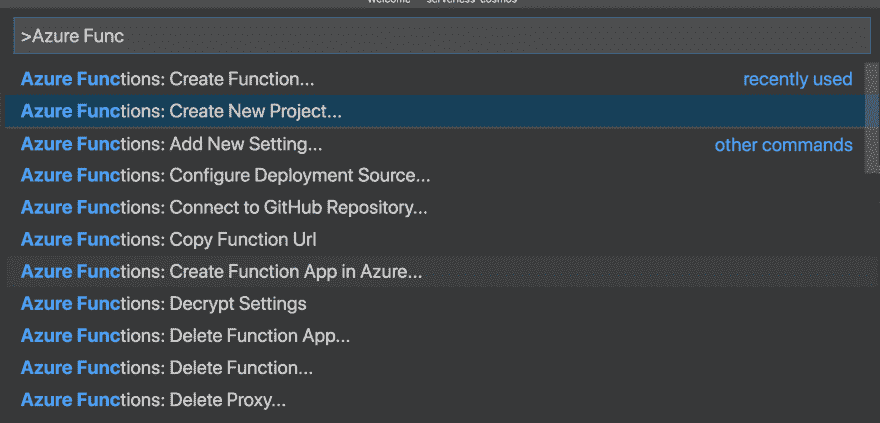 Welcome serverless-cosmos
>Azure Func
Azure Functions: Create Function... recently used
Azure Functions: Create New Project...
Azure Functions: Add New Setting... other commands
Azure Functions: Configure Deployment Source...
Azure Functions: Connect to GitHub Repository...
Azure Functions: Copy Function Url
Azure Functions: Create Function App in Azure...
Azure Functions: Decrypt Settings
Azure Functions: Delete Function App...
Azure Functions: Delete Function...
Azure Functions: Delete Proxy...